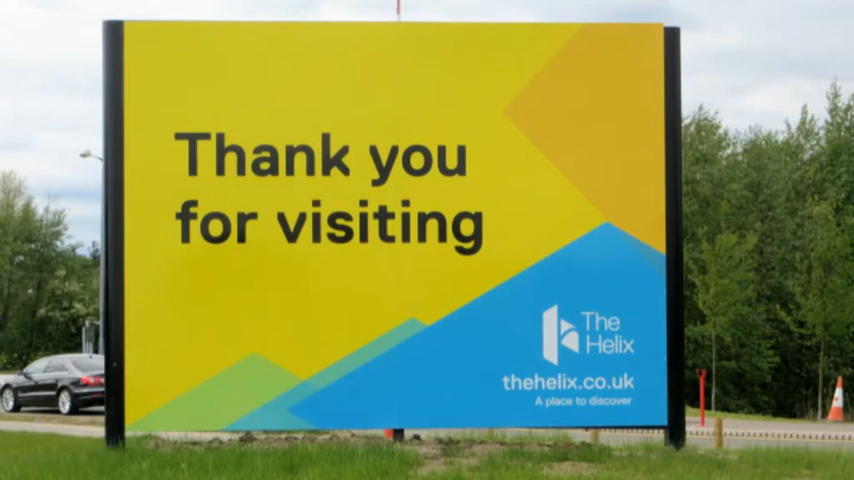 Thank you
for visiting
The
Helix
thehelix.co.uk
A place to discover